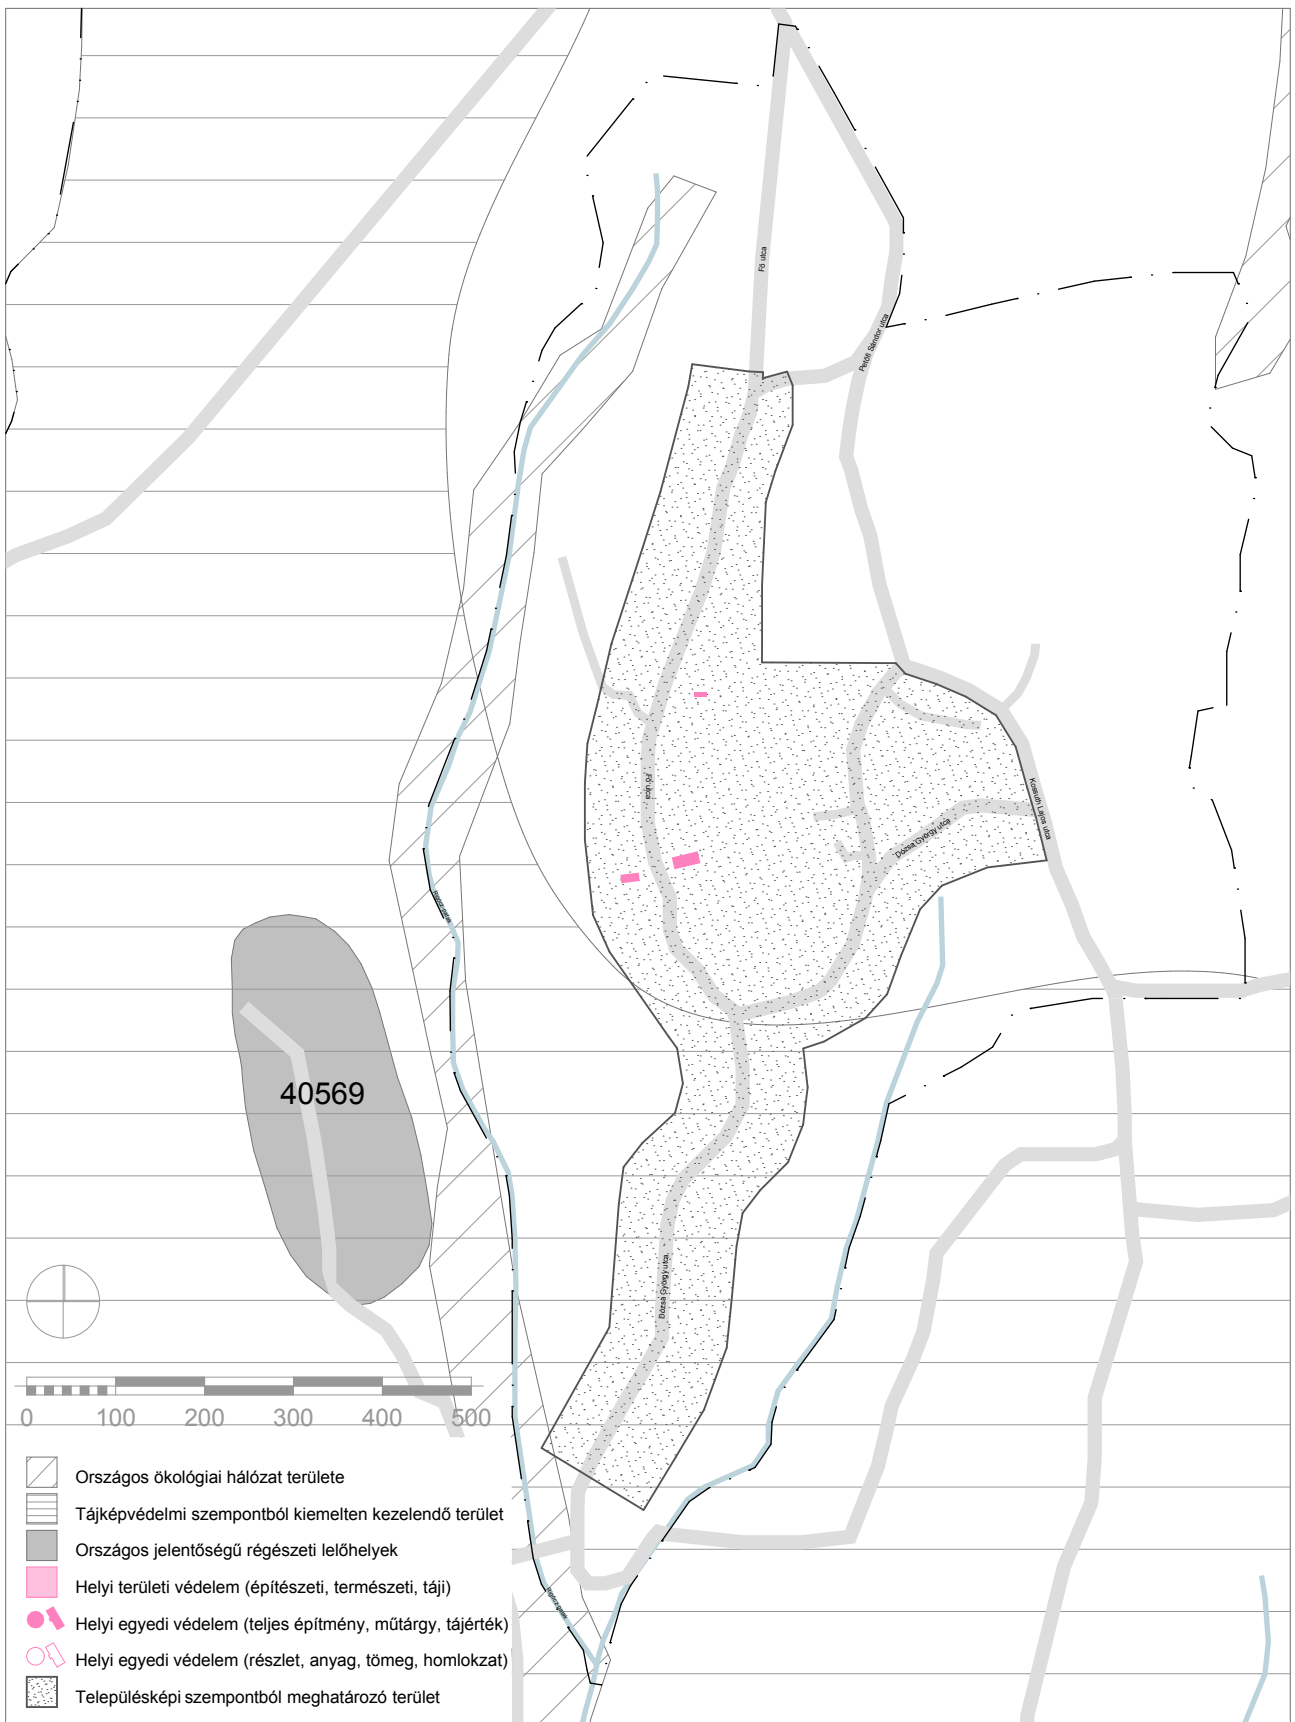 Fő utca
Petőfi Sándor utca
Fő utca
Kossuth Lajos utca
Dózsa György utca
40569
Dózsa György utca
0 100 200 300 400 500
Országos ökológiai hálózat területe
Tájképvédelmi szempontból kiemelten kezelendő terület
Országos jelentőségű régészeti lelőhelyek
Helyi területi védelem (építészeti, természeti, táji)
Helyi egyedi védelem (teljes építmény, műtárgy, tájérték)
Helyi egyedi védelem (részlet, anyag, tömeg, homlokzat)
Településképi szempontból meghatározó terület